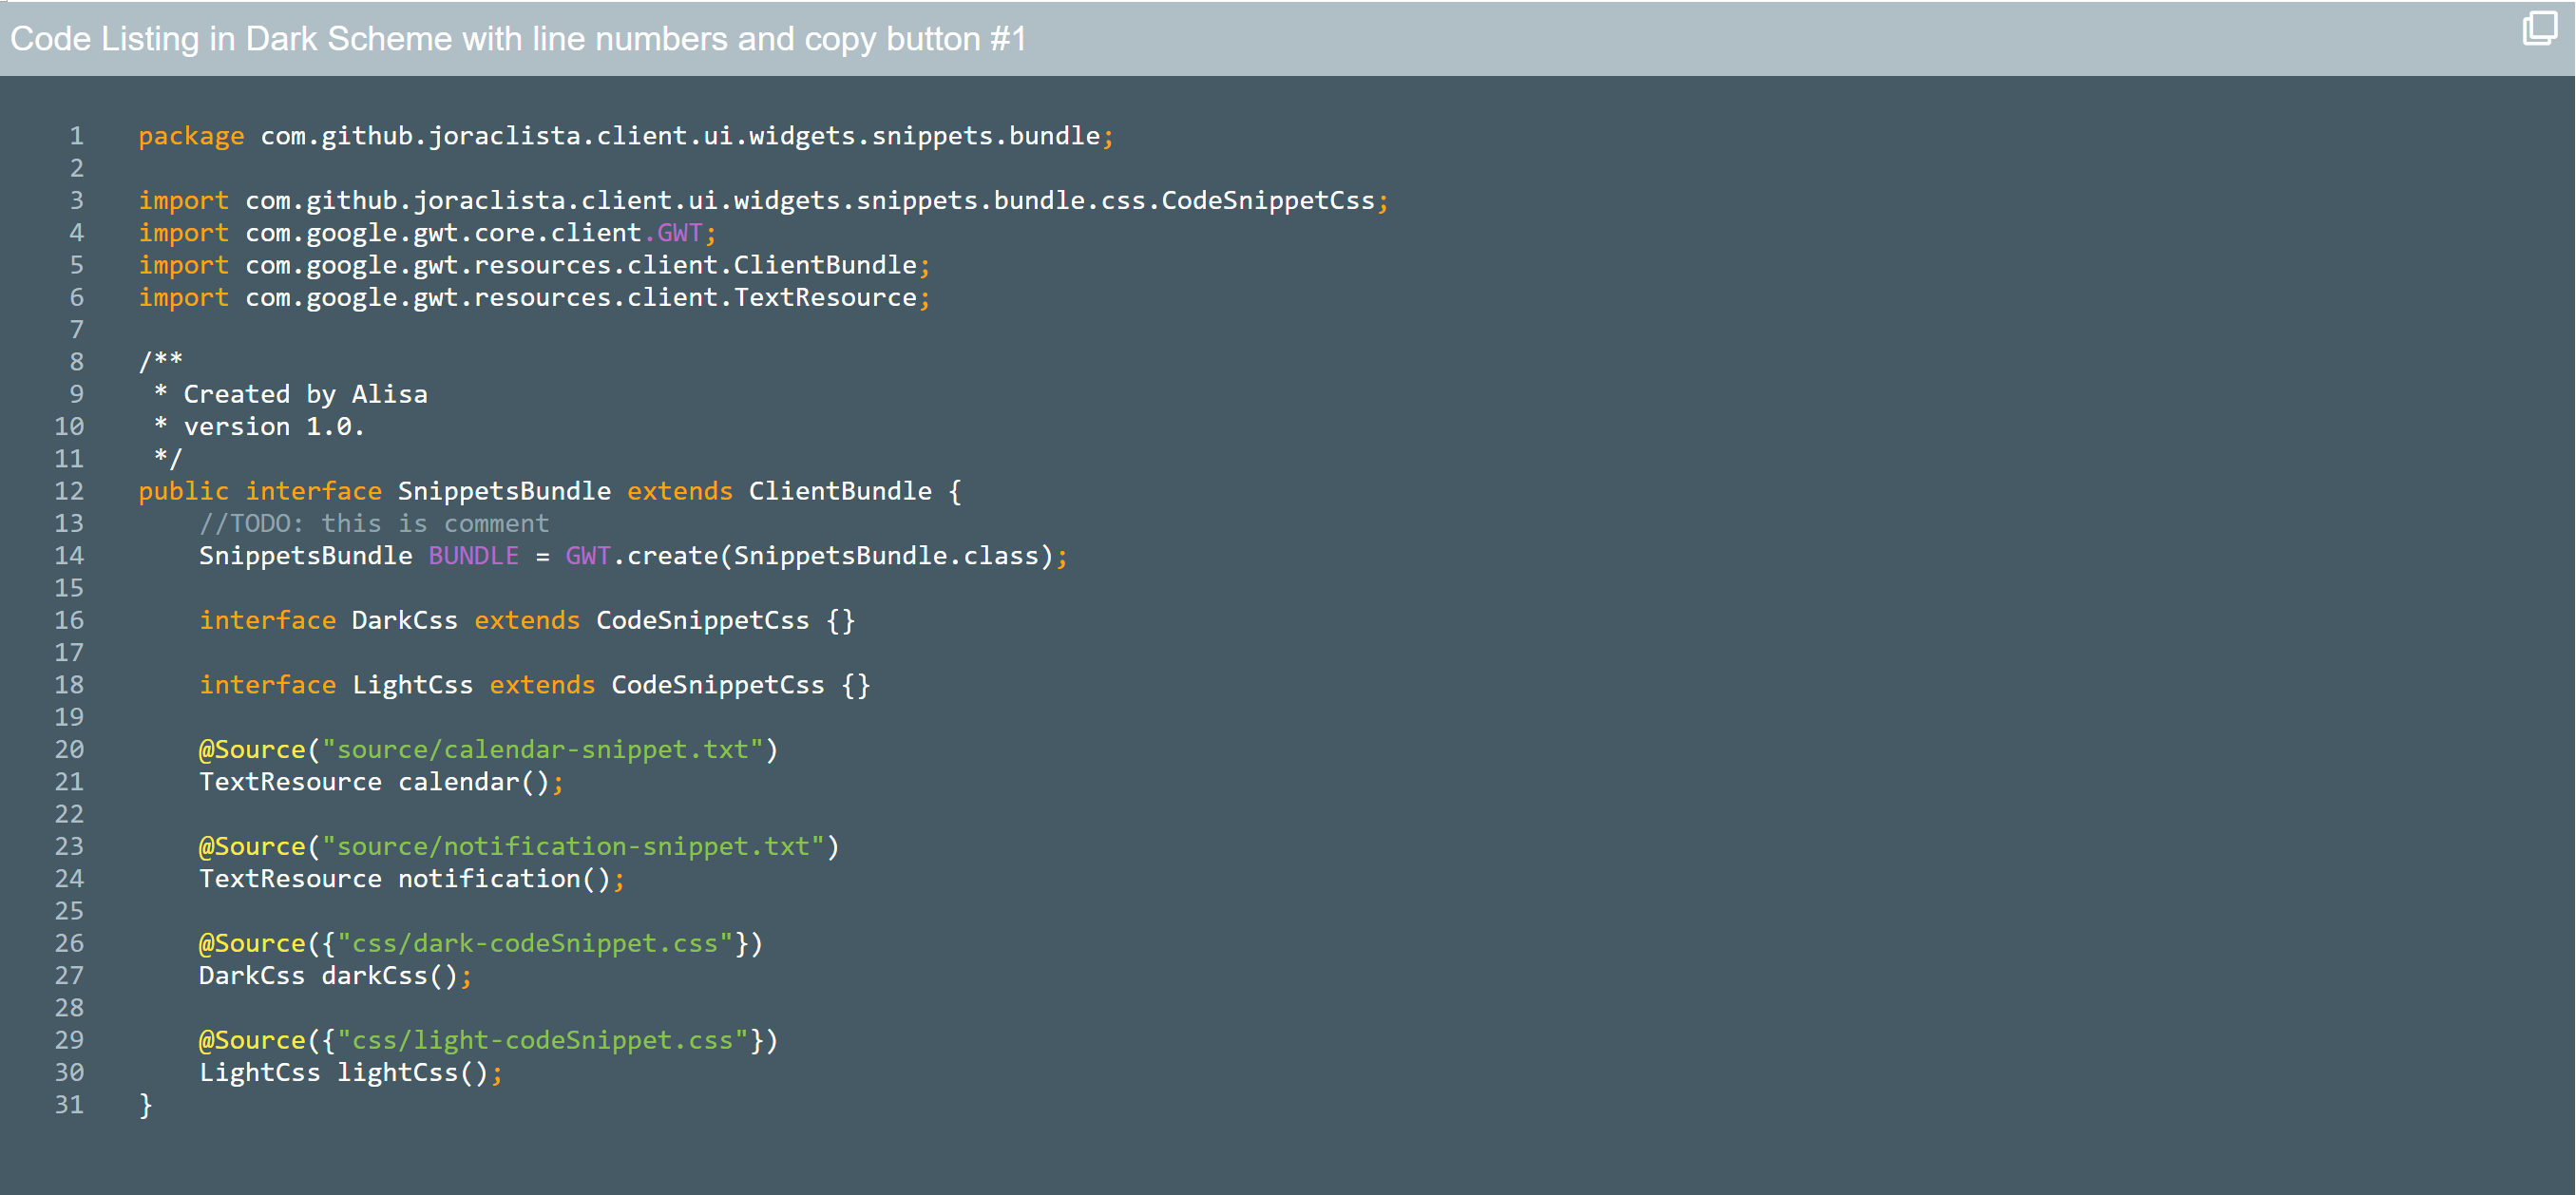 Code Listing in Dark Scheme with line numbers and copy button #1
1 package com.github.joraclista.client.ui.widgets.snippets.bundle;
2
3 import com.github.joraclista.client.ui.widgets.snippets.bundle.css.CodeSnippetCss;
4 import com.google.gwt.core.client.GWT;
5 import com.google.gwt.resources.client.ClientBundle;
6 import com.google.gwt.resources.client.TextResource;
7
8 /**
9  * Created by Alisa
10  * version 1.0.
11  */
12 public interface SnippetsBundle extends ClientBundle {
13     //TODO: this is comment
14     SnippetsBundle BUNDLE = GWT.create(SnippetsBundle.class);
15
16     interface DarkCss extends CodeSnippetCss {}
17
18     interface LightCss extends CodeSnippetCss {}
19
20     @Source("source/calendar-snippet.txt")
21     TextResource calendar();
22
23     @Source("source/notification-snippet.txt")
24     TextResource notification();
25
26     @Source({"css/dark-codeSnippet.css"})
27     DarkCss darkCss();
28
29     @Source({"css/light-codeSnippet.css"})
30     LightCss lightCss();
31 }